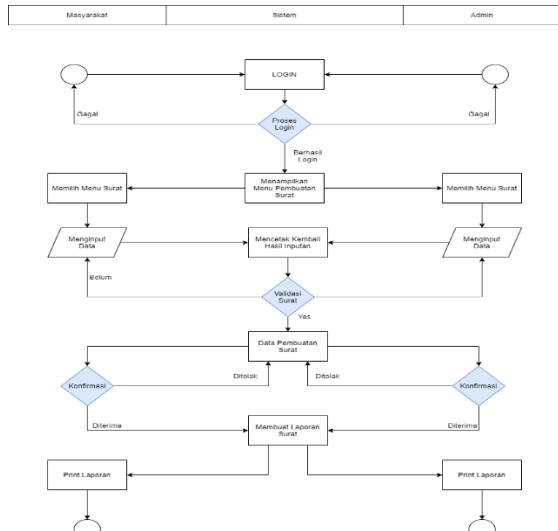 Masyarakat
Sistem
Admin
LOGIN
Gagal
Gagal
Proses
Login
Berhasil
Login
Memilih Menu Surat
Menampilkan
Menu Pembuatan
Surat
Memilih Menu Surat
Menginput
Data
Mencetak Kembali
Hasil Inputan
Menginput
Data
Belum
Validasi
Surat
Yes
Data Pembuatan
Surat
Konfirmasi
Ditolak
Ditolak
Konfirmasi
Diterima
Membuat Laporan
Surat
Diterima
Print Laporan
Print Laporan